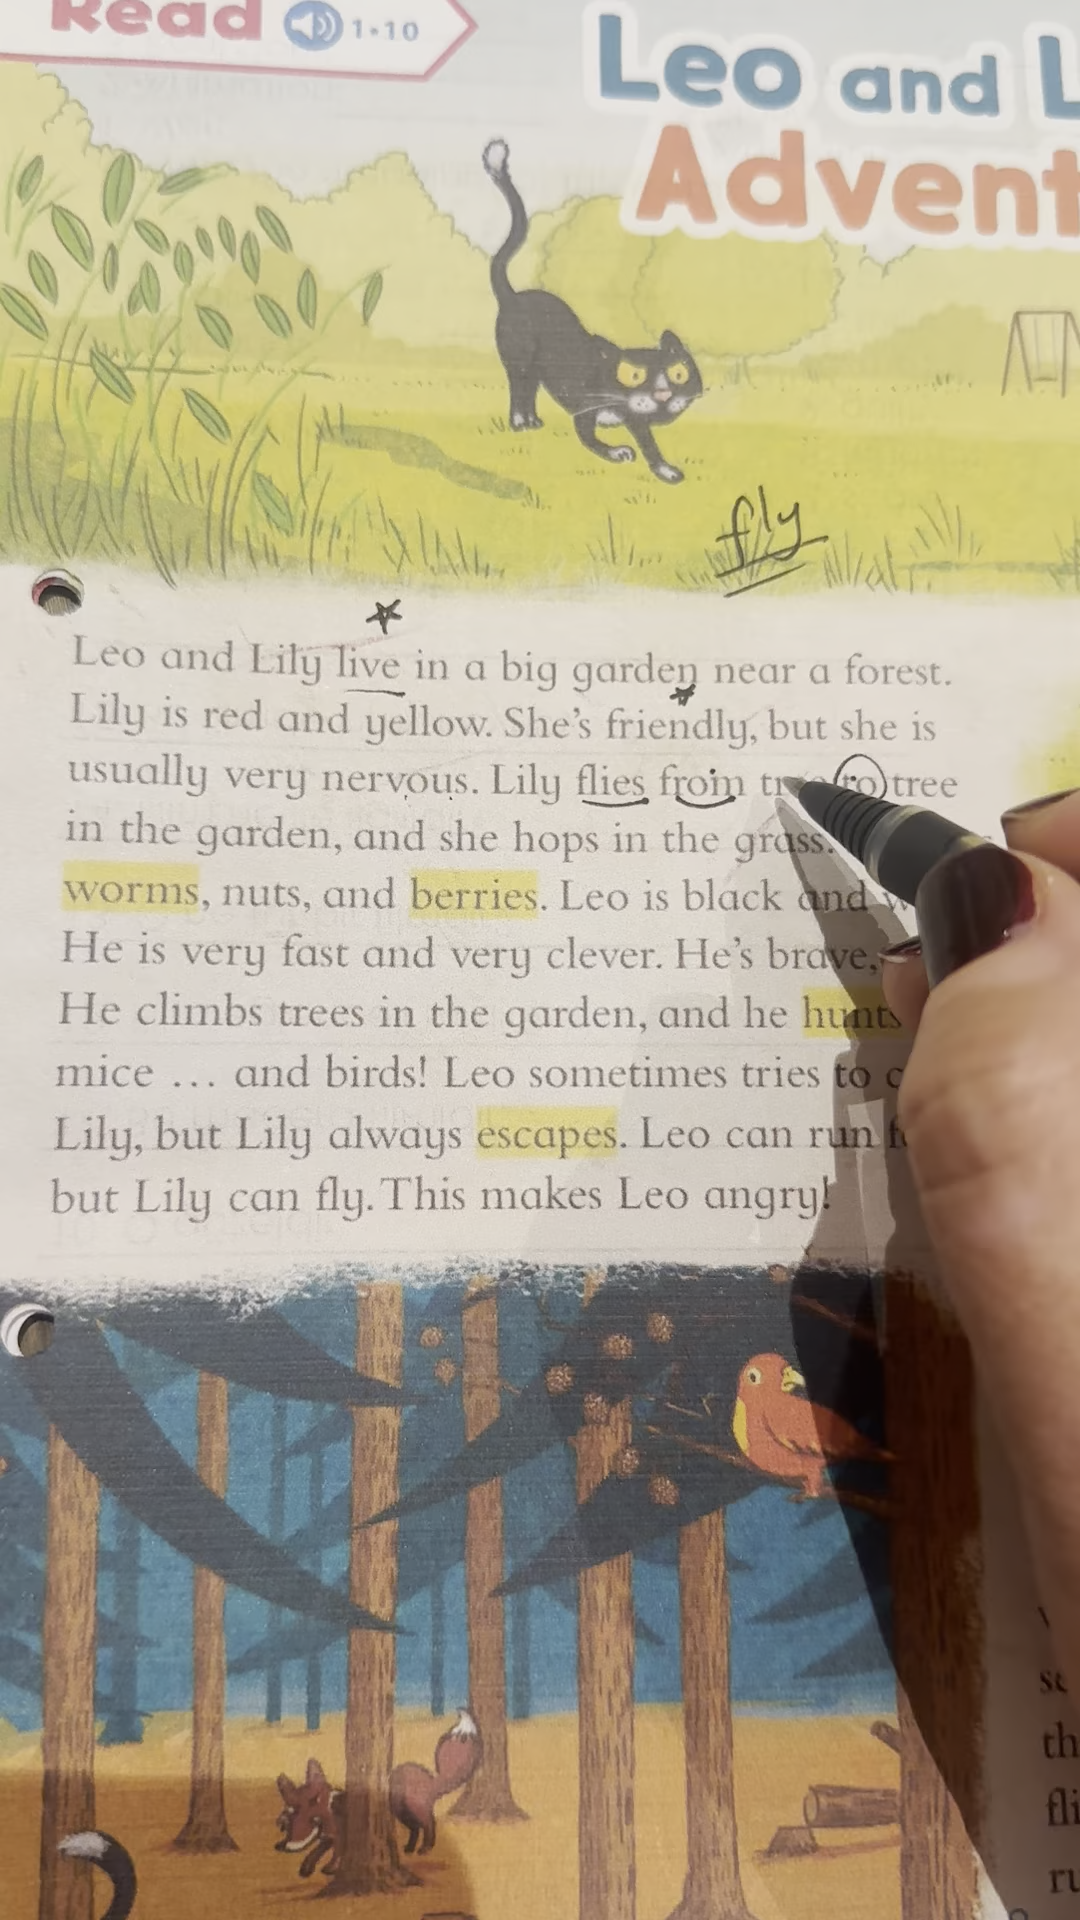 Read 1•10
Leo and L
Advent
fly
Leo and Lily live in a big garden near a forest.
Lily is red and yellow. She's friendly, but she is
usually very nervous. Lily flies from to tree
in the garden, and she hops in the grass.
worms, nuts, and berries. Leo is black and
He is very fast and very clever. He's brave,
He climbs trees in the garden, and he hunts
mice ... and birds! Leo sometimes tries to
Lily, but Lily always escapes. Leo can run
but Lily can fly. This makes Leo angry!
th
fli
ru